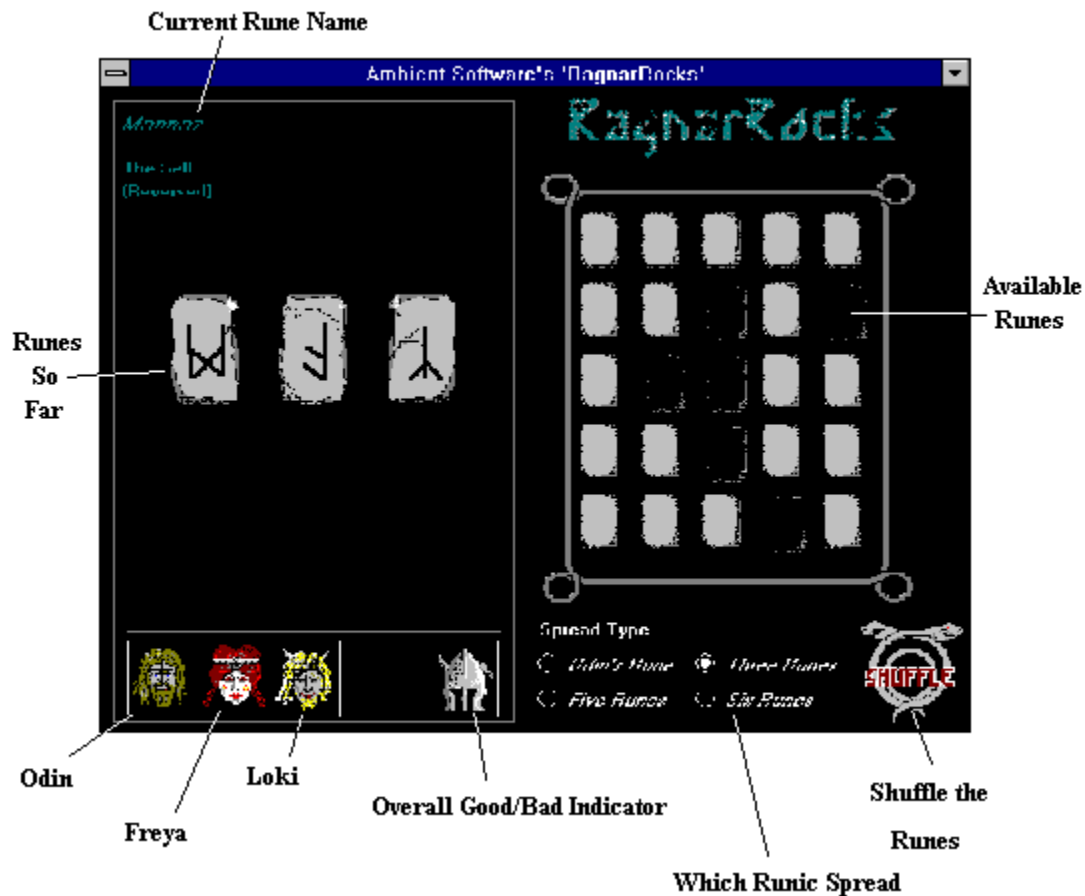 Current Rune Name
Ambient Software's 'RagnarRocks'
RagnarRocks
Mannaz
The Self
(Reversed)
Available
Runes
Runes
So
Far
Spread Type
Odin's Rune
Three Runes
Five Runes
Six Runes
SHUFFLE
Odin
Freya
Loki
Overall Good/Bad Indicator
Shuffle the
Runes
Which Runic Spread